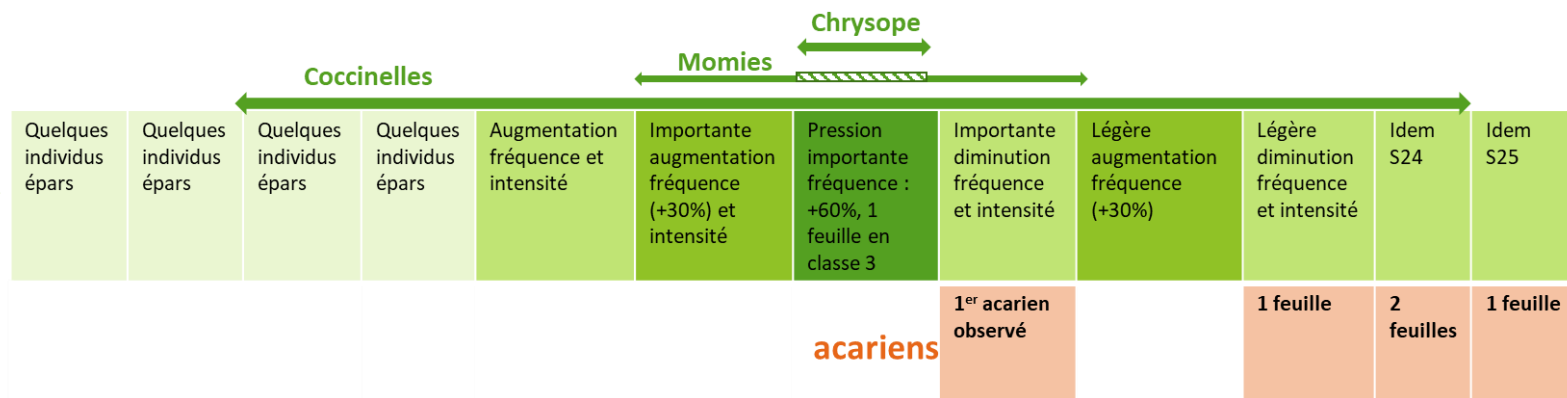 Chrysope
Momies
Coccinelles
Quelques
individus
épars
Quelques
individus
épars
Quelques
individus
épars
Quelques
individus
épars
Augmentation
fréquence et
intensité
Importante
augmentation
fréquence
(+30%) et
intensité
Pression
importante
fréquence :
+60%, 1
feuille en
classe 3
Importante
diminution
fréquence
et intensité
Légère
augmentation
fréquence
(+30%)
Légère
diminution
fréquence
et intensité
Idem
S24
Idem
S25
acariens
1er acarien
observé
1 feuille
2
feuilles
1 feuille